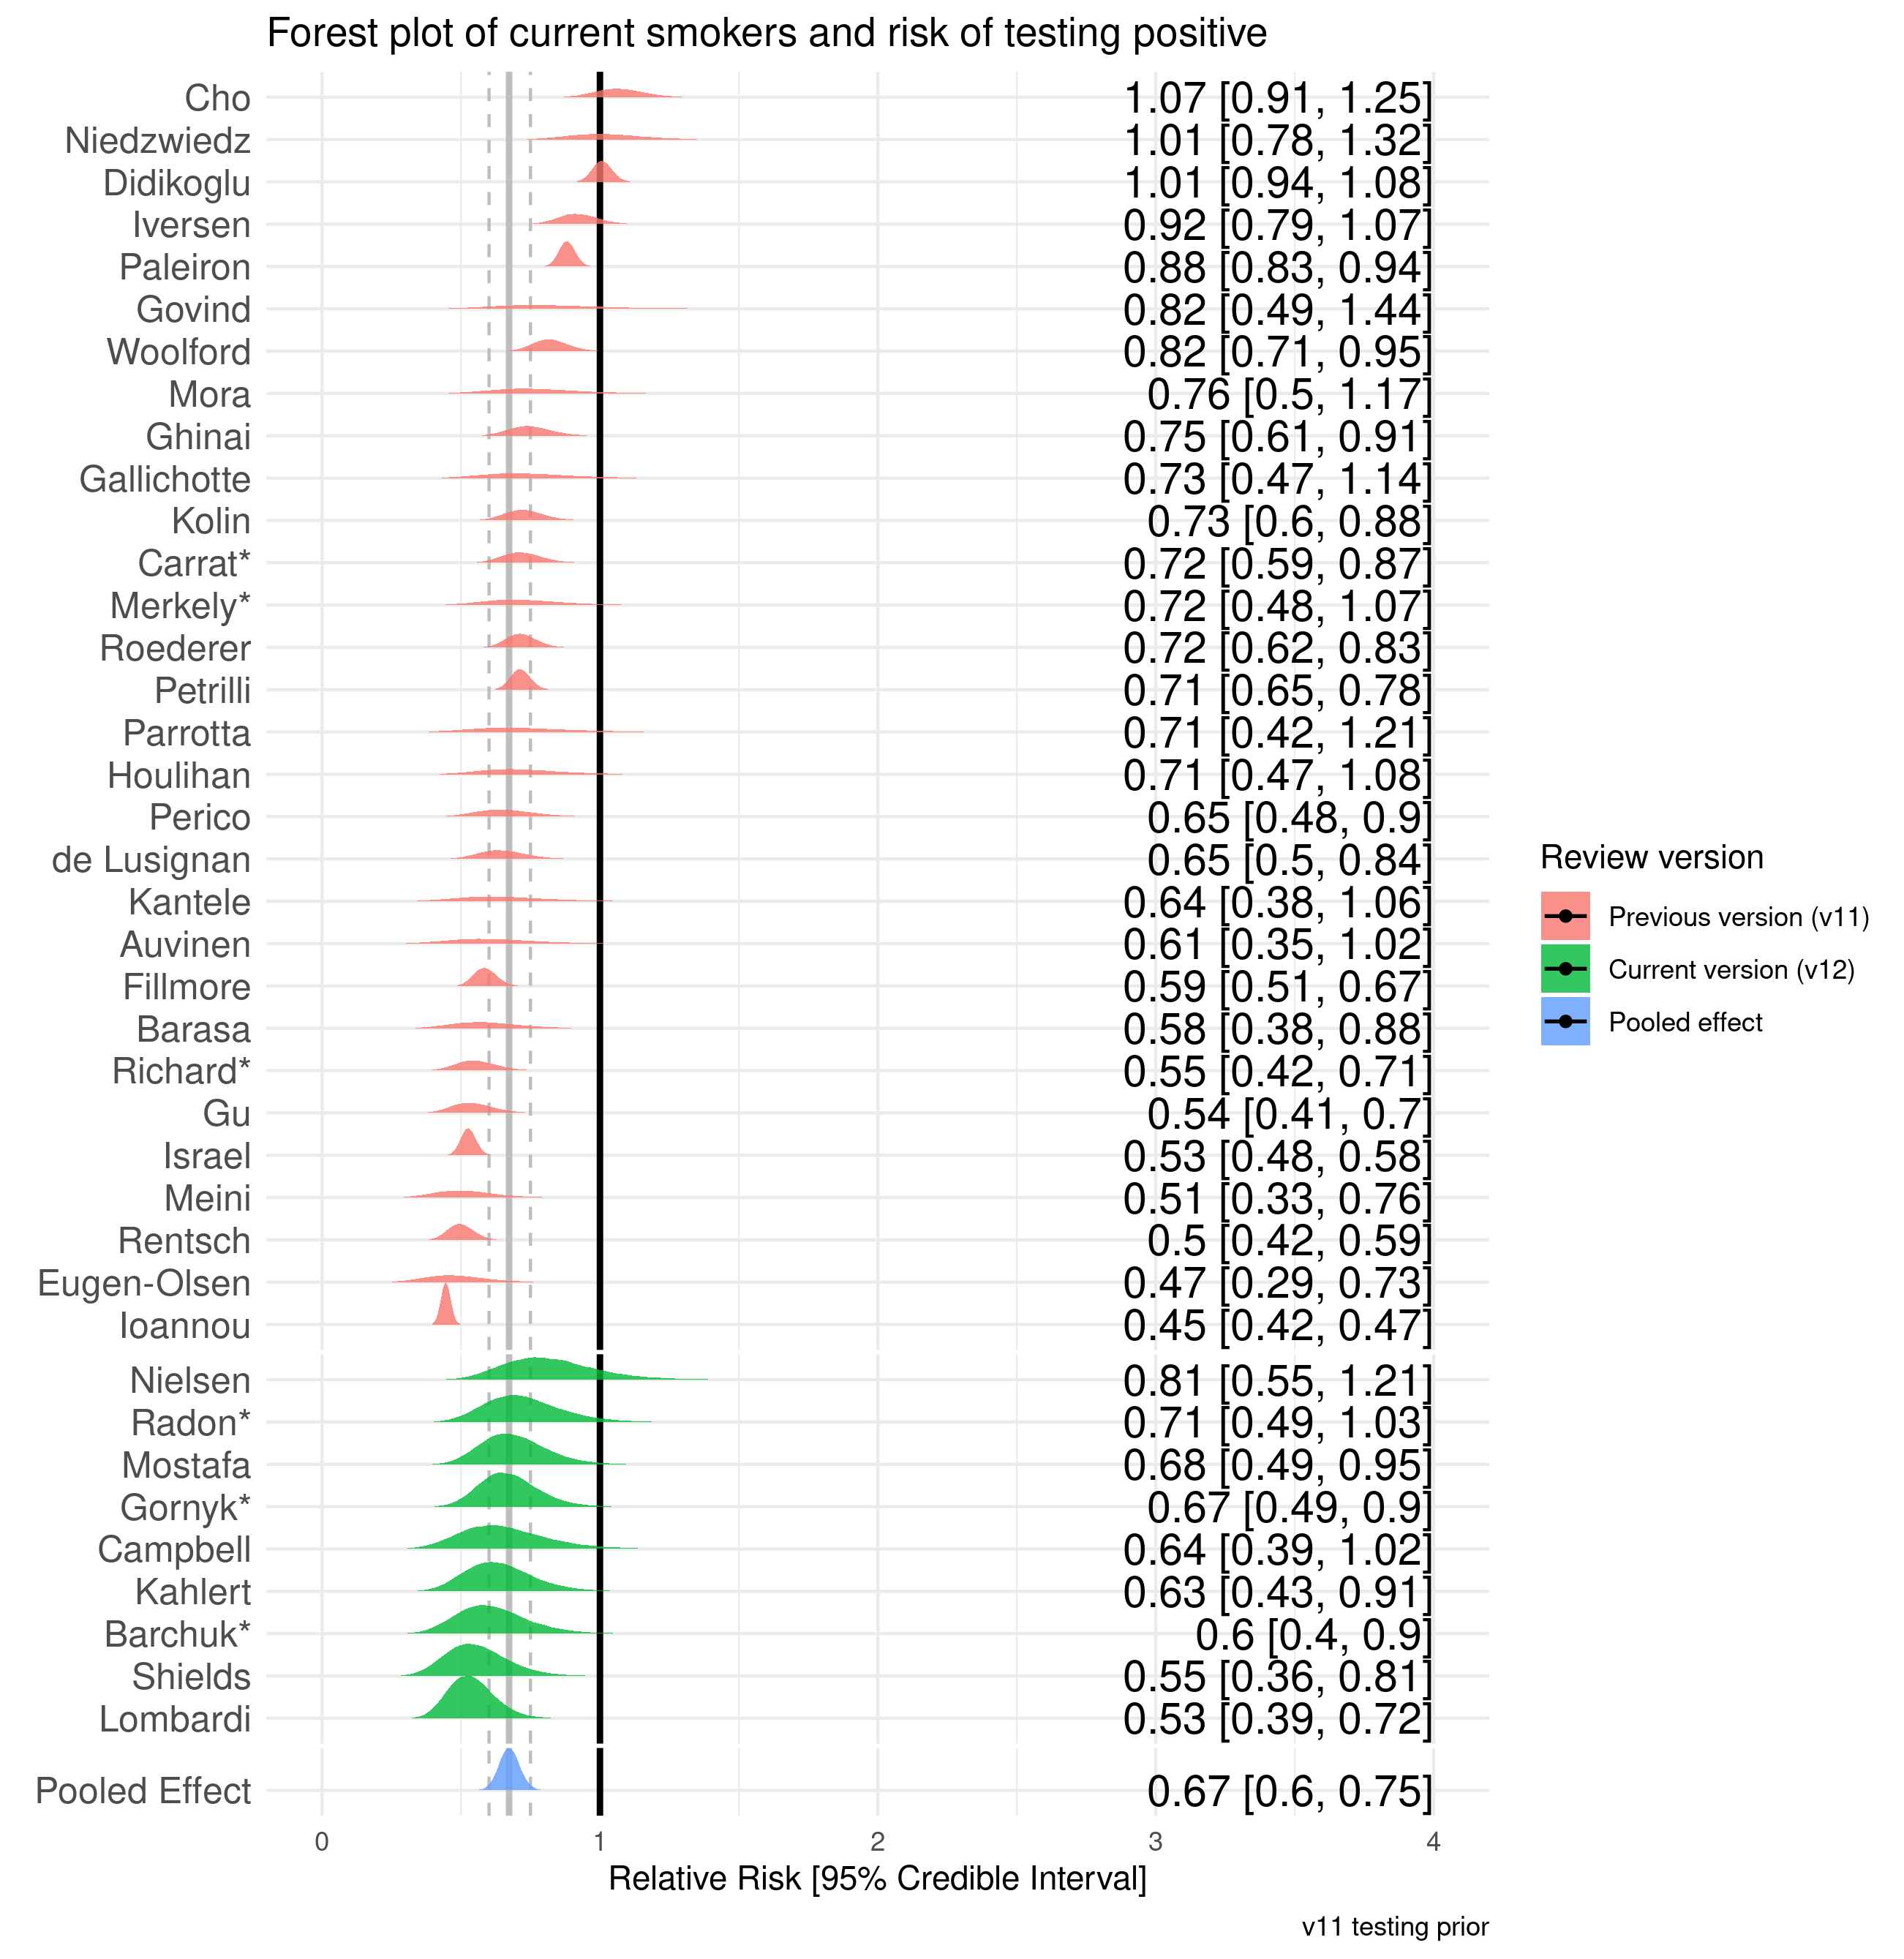 Forest plot of current smokers and risk of testing positive
Cho 1.07 [0.91, 1.25]
Niedzwiedz 1.01 [0.78, 1.32]
Didikoglu 1.01 [0.94, 1.08]
Iversen 0.92 [0.79, 1.07]
Paleiron 0.88 [0.83, 0.94]
Govind 0.82 [0.49, 1.44]
Woolford 0.82 [0.71, 0.95]
Mora 0.76 [0.5, 1.17]
Ghinai 0.75 [0.61, 0.91]
Gallichotte 0.73 [0.47, 1.14]
Kolin 0.73 [0.6, 0.88]
Carrat* 0.72 [0.59, 0.87]
Merkely* 0.72 [0.48, 1.07]
Roederer 0.72 [0.62, 0.83]
Petrilli 0.71 [0.65, 0.78]
Parrotta 0.71 [0.42, 1.21]
Houlihan 0.71 [0.47, 1.08]
Perico 0.65 [0.48, 0.9]
de Lusignan 0.65 [0.5, 0.84]
Kantele 0.64 [0.38, 1.06]
Auvinen 0.61 [0.35, 1.02]
Fillmore 0.59 [0.51, 0.67]
Barasa 0.58 [0.38, 0.88]
Richard* 0.55 [0.42, 0.71]
Gu 0.54 [0.41, 0.7]
Israel 0.53 [0.48, 0.58]
Meini 0.51 [0.33, 0.76]
Rentsch 0.5 [0.42, 0.59]
Eugen-Olsen 0.47 [0.29, 0.73]
Ioannou 0.45 [0.42, 0.47]
Nielsen 0.81 [0.55, 1.21]
Radon* 0.71 [0.49, 1.03]
Mostafa 0.68 [0.49, 0.95]
Gornyk* 0.67 [0.49, 0.9]
Campbell 0.64 [0.39, 1.02]
Kahlert 0.63 [0.43, 0.91]
Barchuk* 0.6 [0.4, 0.9]
Shields 0.55 [0.36, 0.81]
Lombardi 0.53 [0.39, 0.72]
Pooled Effect 0.67 [0.6, 0.75]
0 1 2 3 4
Relative Risk [95% Credible Interval]
v11 testing prior
Review version
Previous version (v11)
Current version (v12)
Pooled effect